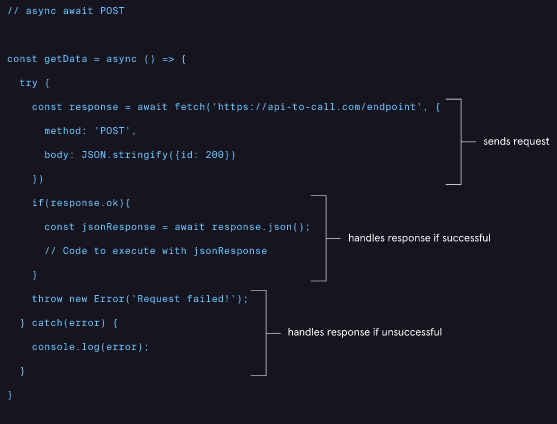 // async await POST
const getData = async () => {
try {
const response = await fetch('https://api-to-call.com/endpoint', {
method: 'POST',
body: JSON.stringify({id: 200})
})
sends request
if(response.ok){
const jsonResponse = await response.json();
// Code to execute with jsonResponse
}
handles response if successful
throw new Error('Request failed!');
} catch(error) {
console.log(error);
}
handles response if unsuccessful
}